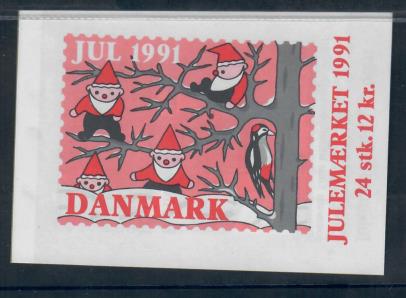 JUL 1991
DANMARK
JULEMÆRKET 1991
24 stk. 12 kr.